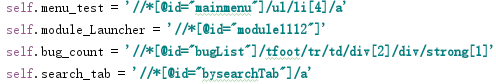 self.menu_test = '//*[@id="mainmenu"]/ul/li[4]/a'
self.module_Launcher = '//*[@id="module1112"]'
self.bug_count = '//*[@id="bugList"]/tfoot/tr/td/div[2]/div/strong[1]'
self.search_tab = '//*[@id="bysearchTab"]/a'